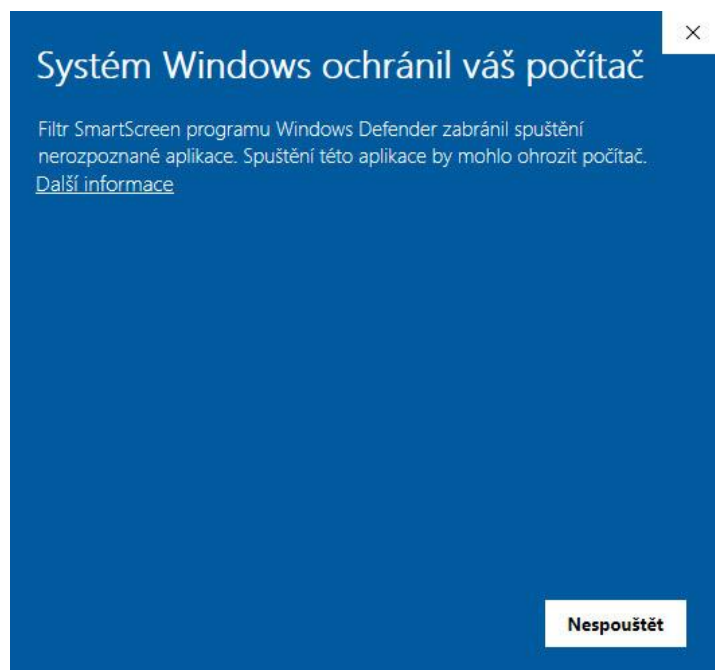 Systém Windows ochránil váš počítač
Filtr SmartScreen programu Windows Defender zabránil spuštění
nerozpoznané aplikace. Spuštění této aplikace by mohlo ohrozit počítač.
Další informace
Nespouštět